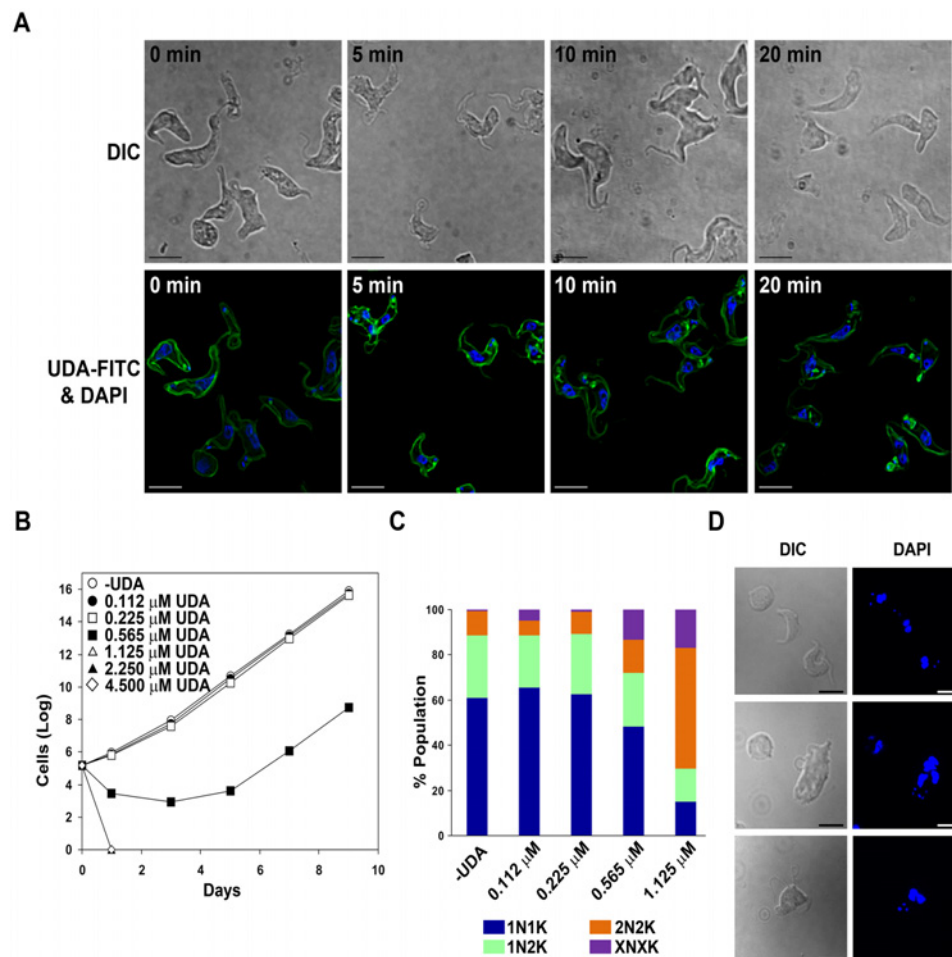 A
0 min
5 min
10 min
20 min
DIC
0 min
5 min
10 min
20 min
UDA-FITC
& DAPI
B
-UDA
0.112 µM UDA
0.225 µM UDA
0.565 µM UDA
1.125 µM UDA
2.250 µM UDA
4.500 µM UDA
Cells (Log)
16
14
12
10
8
6
4
2
0
0 2 4 6 8 10
Days
C
% Population
100
80
60
40
20
0
-UDA
0.112 µM
0.225 µM
0.565 µM
1.125 µM
1N1K
2N2K
1N2K
XNXK
D
DIC
DAPI